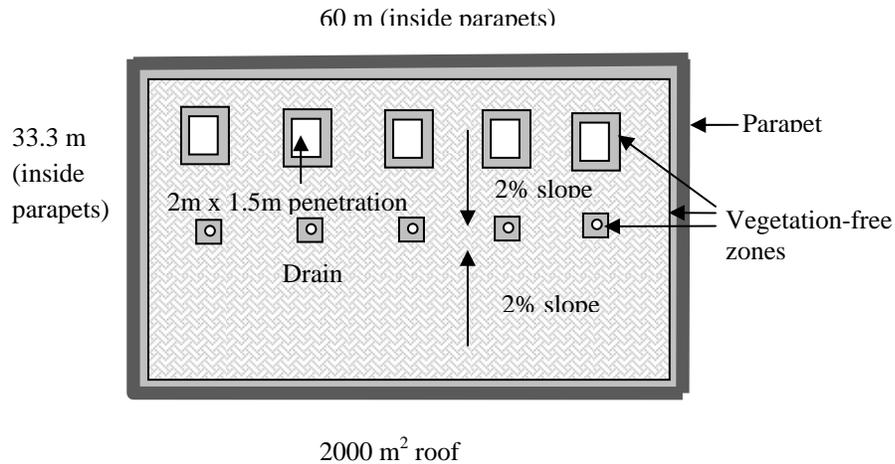 60 m (inside parapets)
33.3 m
(inside
parapets)
Parapet
2m x 1.5m penetration
2% slope
Vegetation-free
zones
Drain
2% slope
2000 m² roof